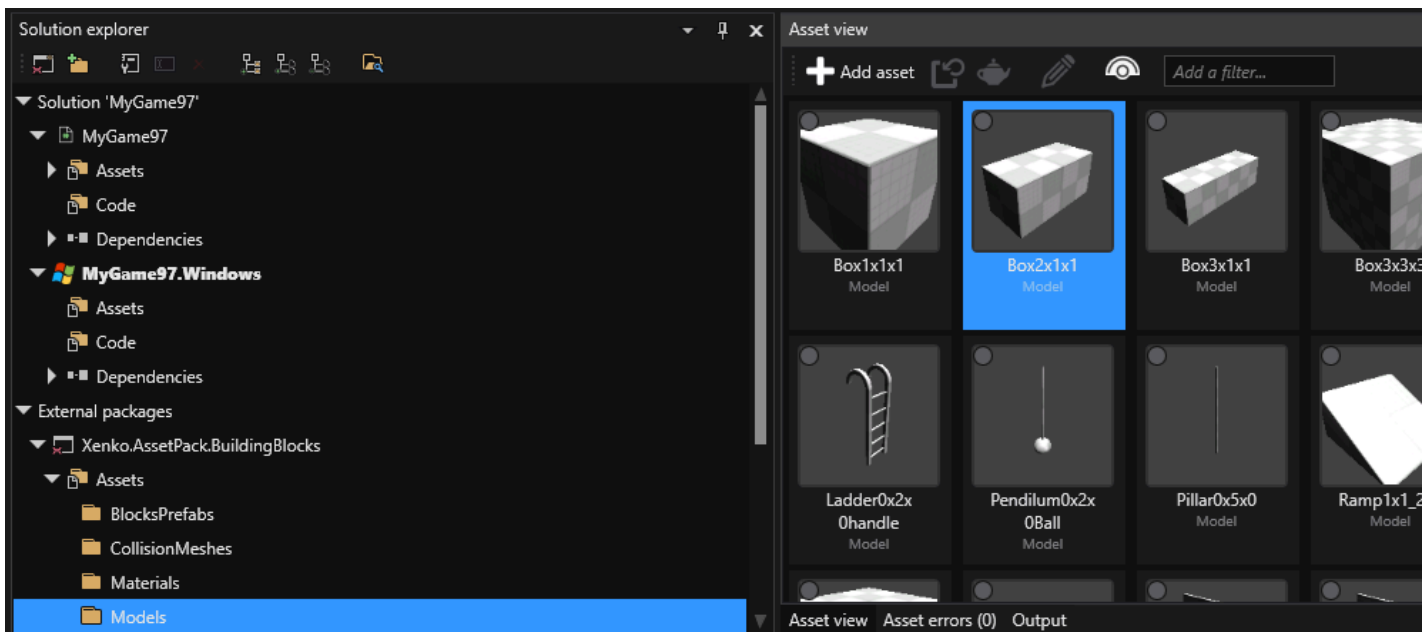 Solution explorer
Solution 'MyGame97'
MyGame97
Assets
Code
Dependencies
MyGame97.Windows
Assets
Code
Dependencies
External packages
Xenko.AssetPack.BuildingBlocks
Assets
BlocksPrefabs
CollisionMeshes
Materials
Models
Asset view
Add asset
Add a filter...
Box1x1x1
Model
Box2x1x1
Model
Box3x1x1
Model
Box3x3x3
Model
Ladder0x2x
0handle
Model
Pendilum0x2x
0Ball
Model
Pillar0x5x0
Model
Ramp1x1_2
Model
Asset view Asset errors (0) Output